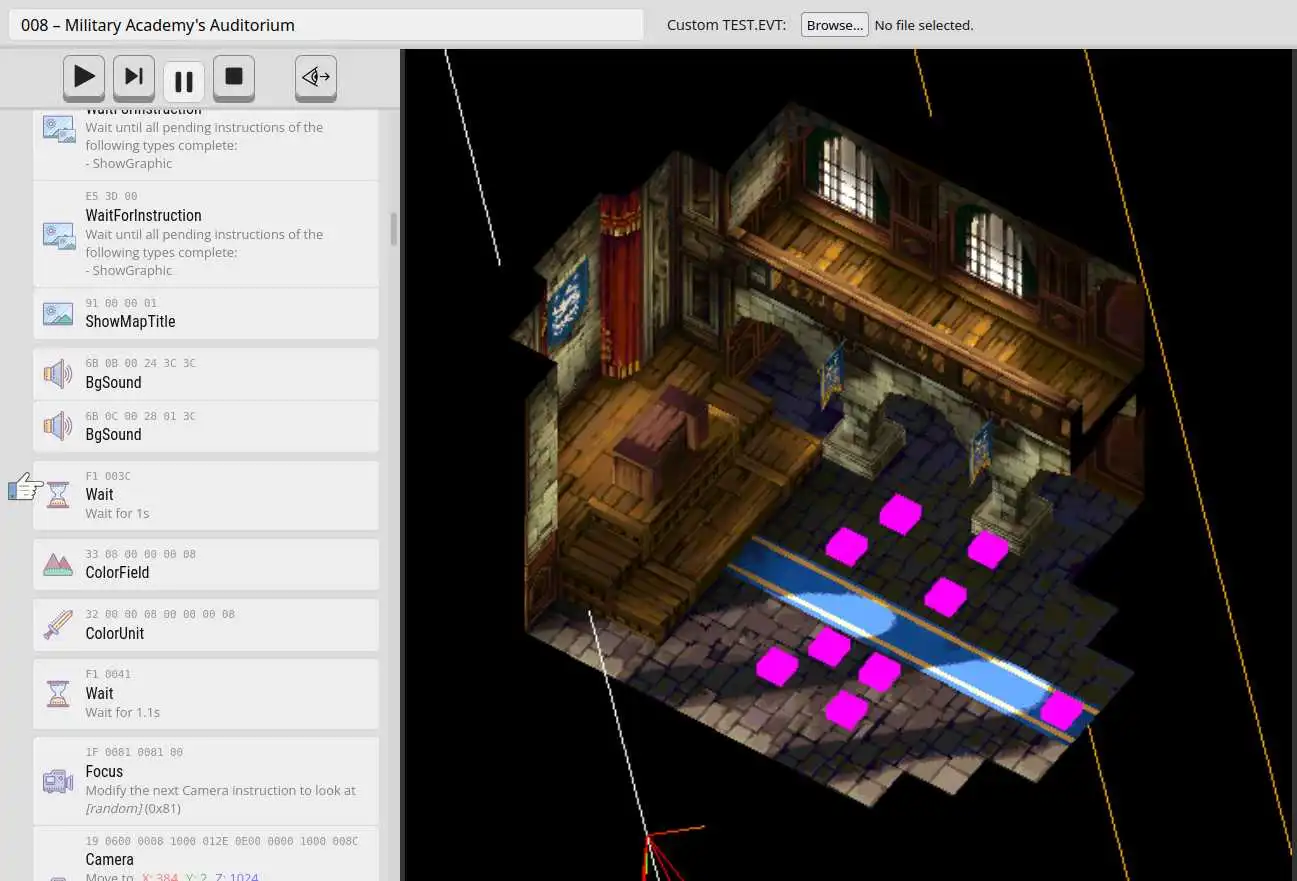 008 – Military Academy's Auditorium
Custom TEST.EVT:
Browse...
No file selected.
WaitForInstruction
Wait until all pending instructions of the
following types complete:
- ShowGraphic
E5 3D 00
WaitForInstruction
Wait until all pending instructions of the
following types complete:
- ShowGraphic
91 00 00 01
ShowMapTitle
6B 0B 00 24 3C 3C
BgSound
6B 0C 00 28 01 3C
BgSound
F1 003C
Wait
Wait for 1s
33 08 00 00 00 08
ColorField
32 00 00 08 00 00 00 08
ColorUnit
F1 0041
Wait
Wait for 1.1s
1F 0081 0081 00
Focus
Modify the next Camera instruction to look at
[random] (0x81)
19 0600 0008 1000 012E 0E00 0000 1000 008C
Camera
Move to X: 384 Y: 2 Z: 1024